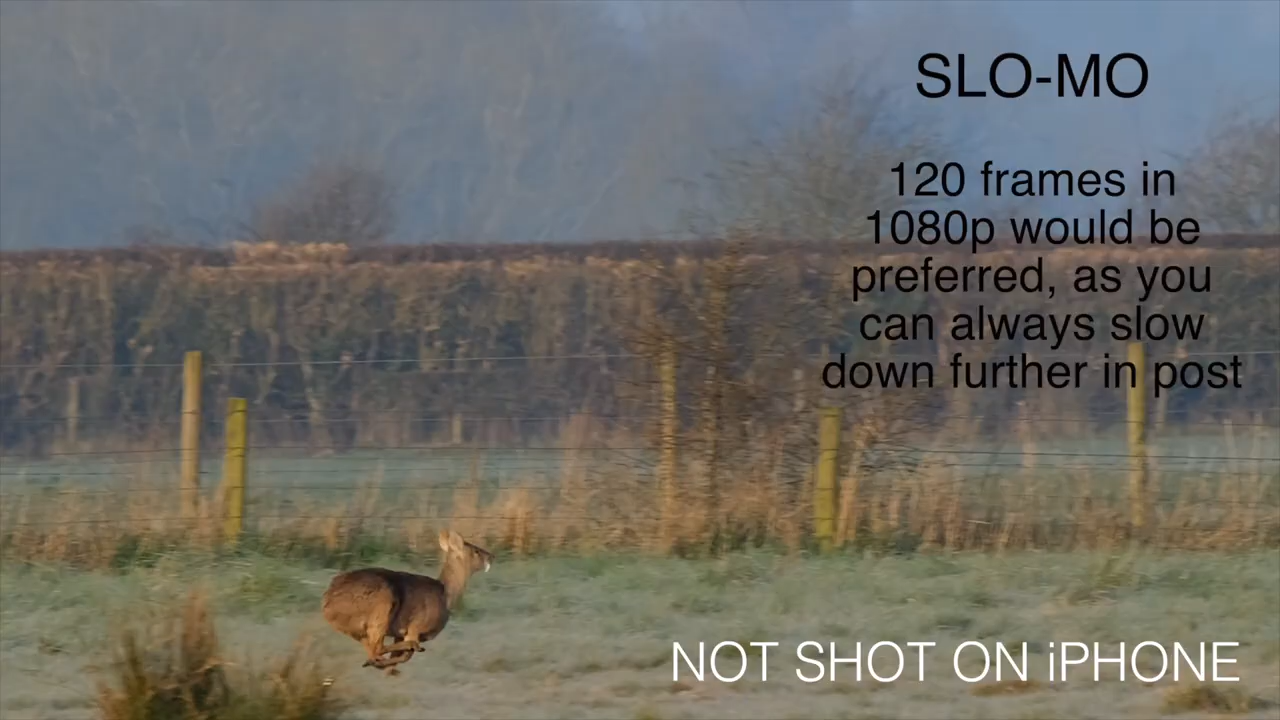 SLO-MO
120 frames in
1080p would be
preferred, as you
can always slow
down further in post
NOT SHOT ON iPHONE